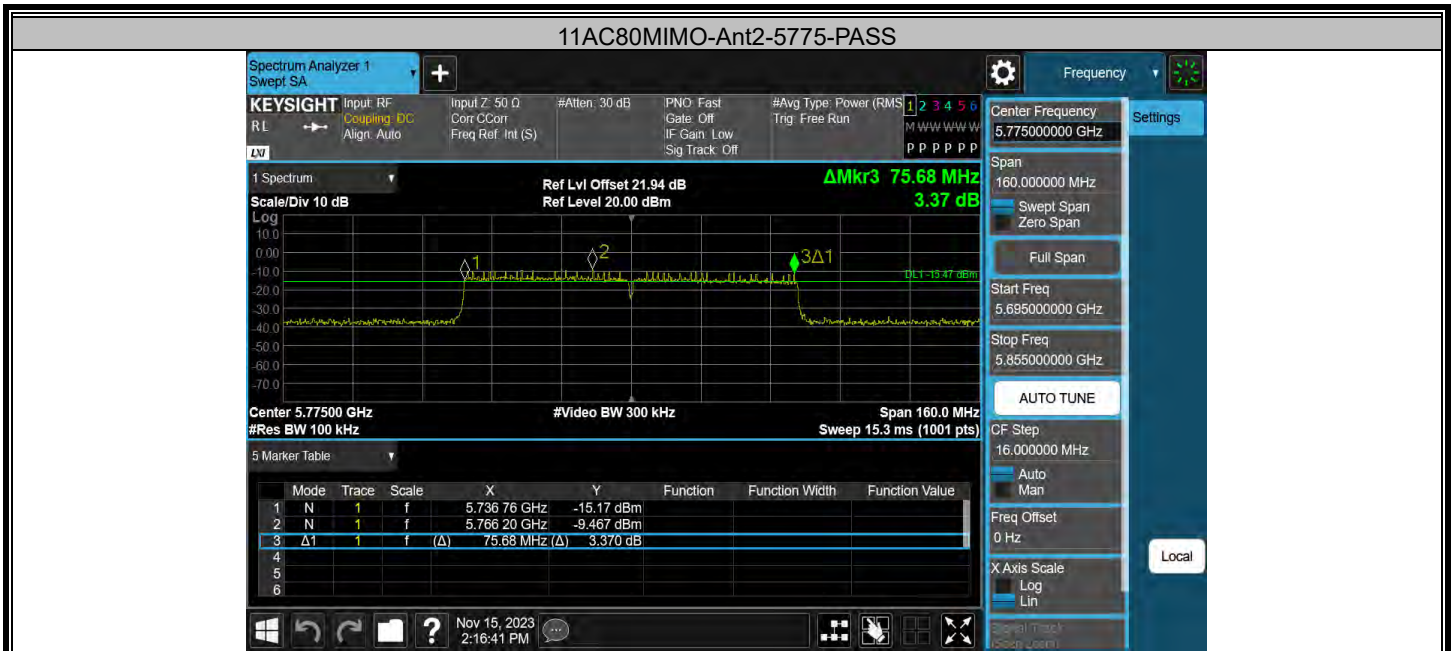 11AC80MIMO-Ant2-5775-PASS
Spectrum Analyzer 1
Swept SA
+
Frequency
KEYSIGHT
RL
LXI
Input: RF
Coupling: DC
Align: Auto
Input Z: 50 Ω
Corr CCorr
Freq Ref: Int (S)
#Atten: 30 dB
PNO: Fast
Gate: Off
IF Gain: Low
Sig Track: Off
#Avg Type: Power (RMS
Trig: Free Run
1 2 3 4 5 6
M W W W W W
P P P P P P
Center Frequency
5.775000000 GHz
Settings
Span
160.000000 MHz
Swept Span
Zero Span
Full Span
Start Freq
5.695000000 GHz
Stop Freq
5.855000000 GHz
AUTO TUNE
CF Step
16.000000 MHz
Auto
Man
Freq Offset
0 Hz
X Axis Scale
Log
Lin
Signal Track
(Span Zoom)
Local
1 Spectrum
Scale/Div 10 dB
Ref Lvl Offset 21.94 dB
Ref Level 20.00 dBm
ΔMkr3 75.68 MHz
3.37 dB
Log
10.0
0.00
-10.0
-20.0
-30.0
-40.0
-50.0
-60.0
-70.0
1
2
3Δ1
DL1 -15.47 dBm
Center 5.77500 GHz
#Video BW 300 kHz
Span 160.0 MHz
#Res BW 100 kHz
Sweep 15.3 ms (1001 pts)
5 Marker Table
Mode Trace Scale X Y Function Function Width Function Value
1 N 1 f 5.736 76 GHz -15.17 dBm
2 N 1 f 5.766 20 GHz -9.467 dBm
3 Δ1 1 f (Δ) 75.68 MHz (Δ) 3.370 dB
4
5
6
?
Nov 15, 2023
2:16:41 PM